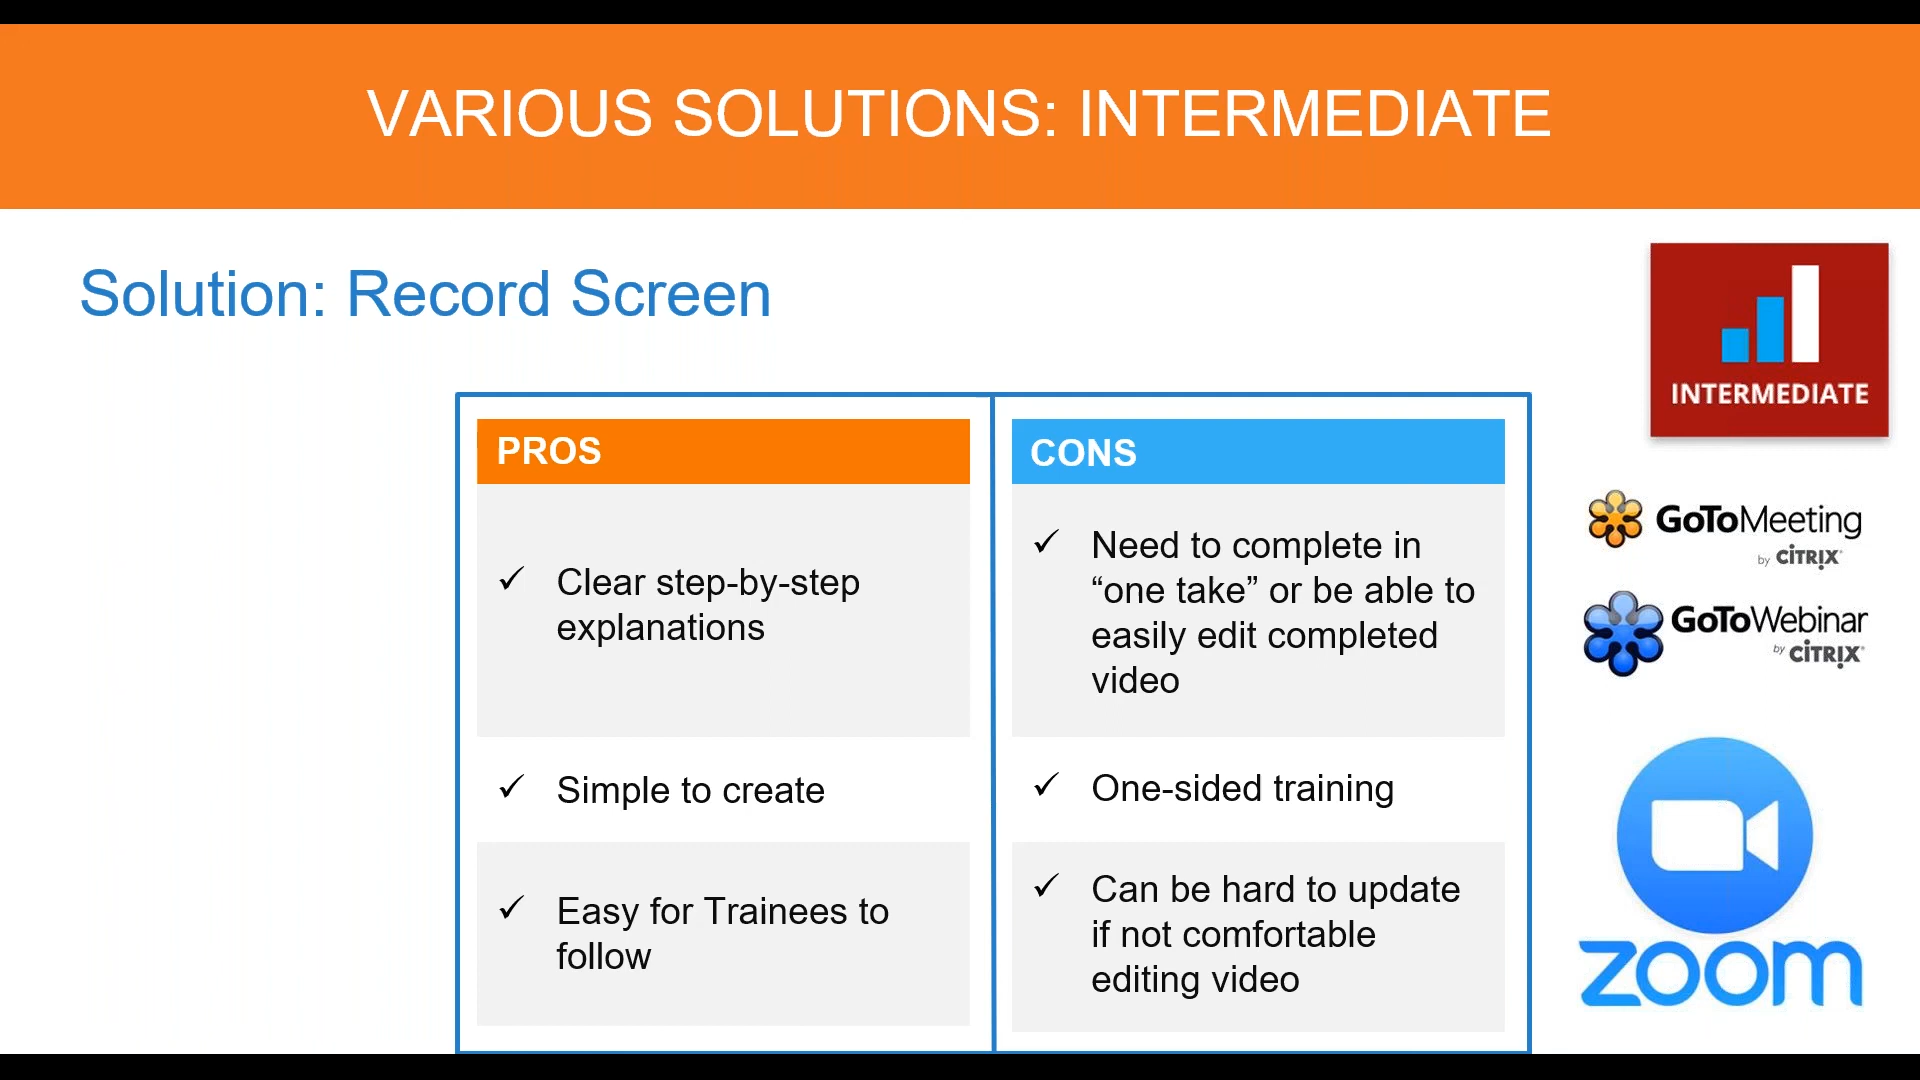 VARIOUS SOLUTIONS: INTERMEDIATE
Solution: Record Screen
INTERMEDIATE
PROS
✓ Clear step-by-step
explanations
✓ Simple to create
✓ Easy for Trainees to
follow
CONS
✓ Need to complete in
“one take” or be able to
easily edit completed
video
✓ One-sided training
✓ Can be hard to update
if not comfortable
editing video
GoToMeeting
by CITRIX®
GoToWebinar
by CITRIX®
zoom